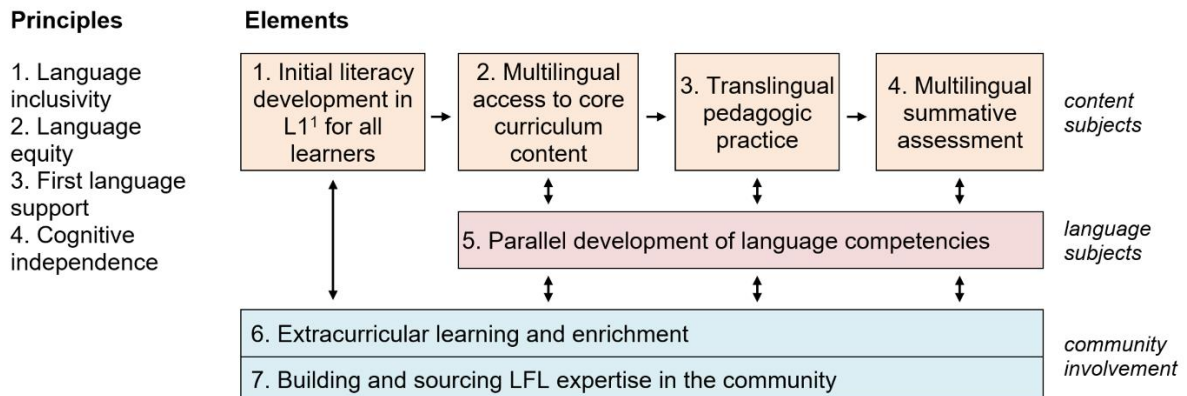 Principles
1. Language
inclusivity
2. Language
equity
3. First language
support
4. Cognitive
independence
Elements
1. Initial literacy
development in
L1¹ for all
learners
2. Multilingual
access to core
curriculum
content
3. Translingual
pedagogic
practice
4. Multilingual
summative
assessment
content
subjects
5. Parallel development of language competencies
language
subjects
6. Extracurricular learning and enrichment
7. Building and sourcing LFL expertise in the community
community
involvement